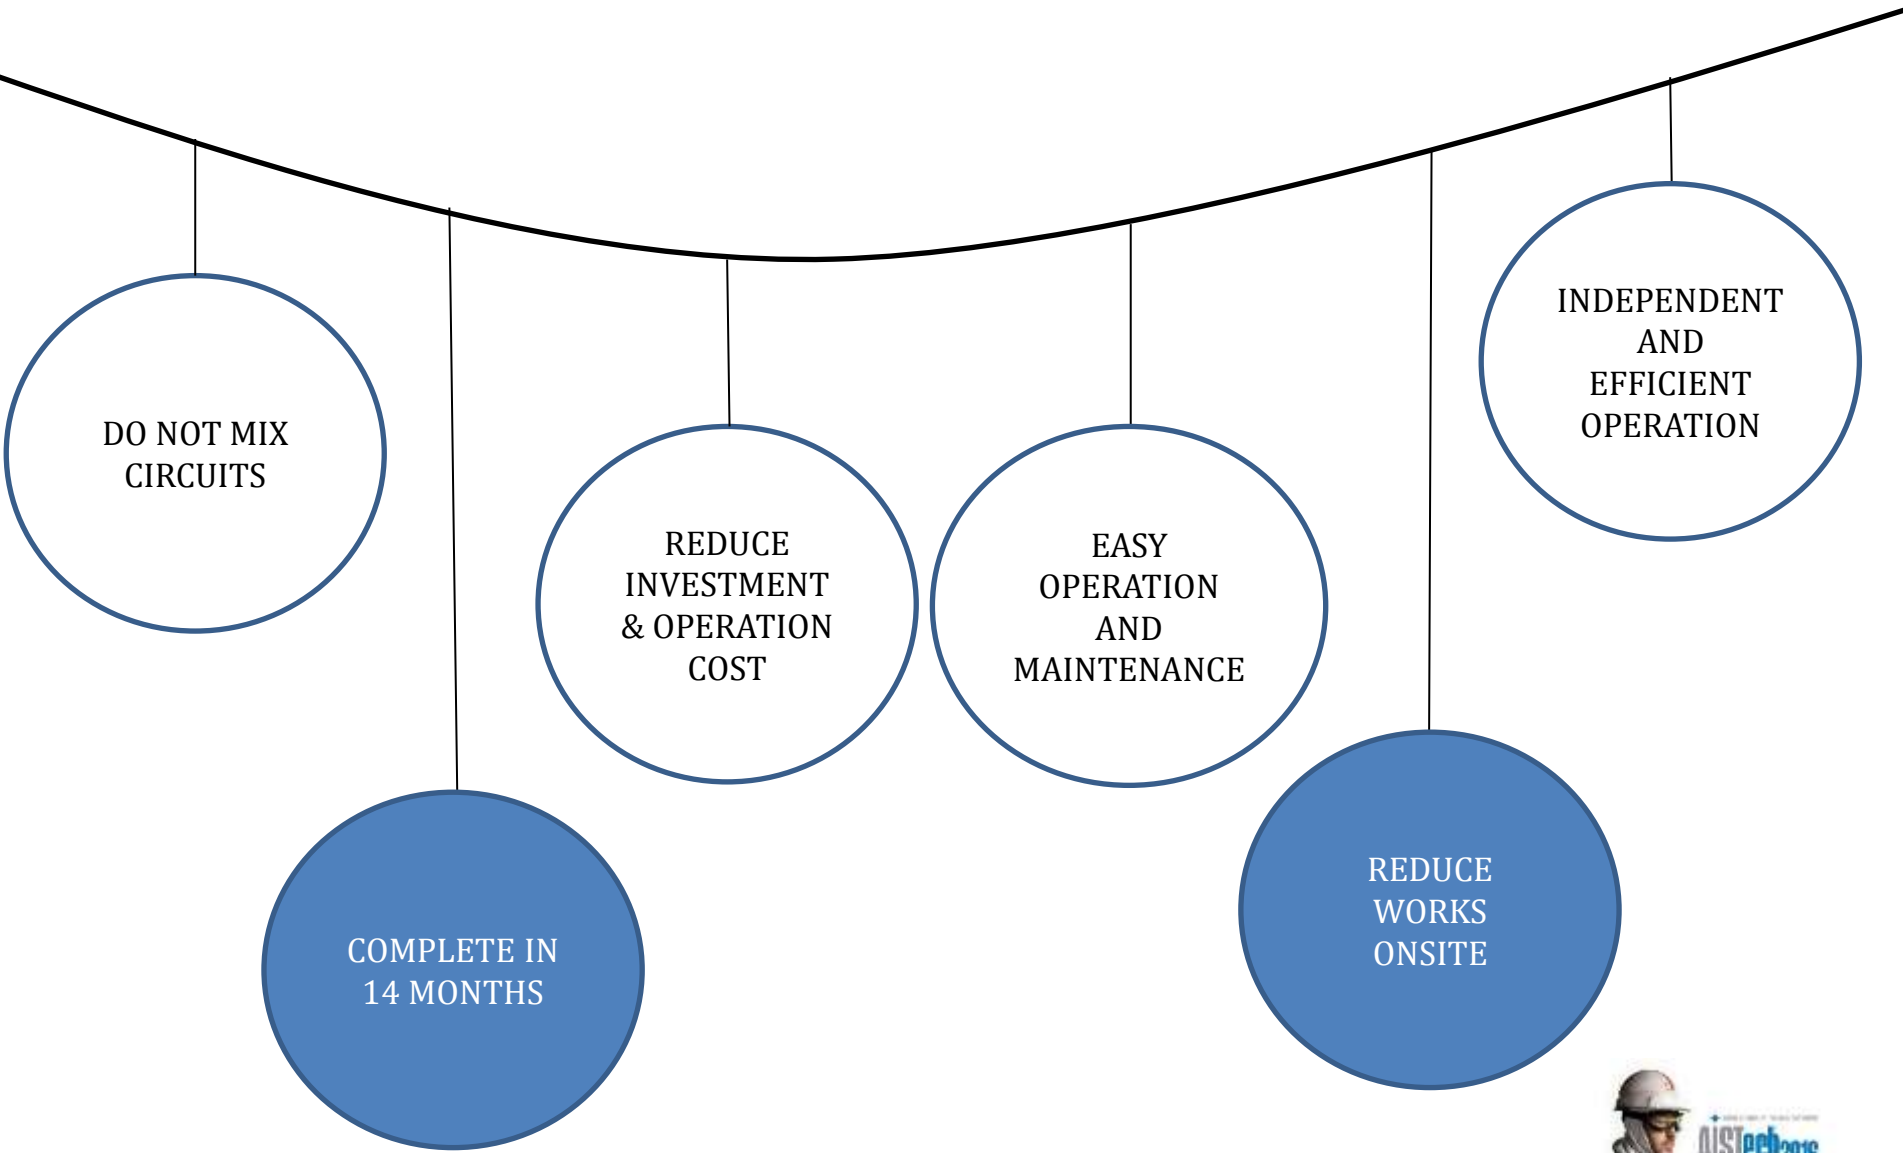 DO NOT MIX
CIRCUITS
COMPLETE IN
14 MONTHS
REDUCE
INVESTMENT
& OPERATION
COST
EASY
OPERATION
AND
MAINTENANCE
REDUCE
WORKS
ONSITE
INDEPENDENT
AND
EFFICIENT
OPERATION
AISTech2016